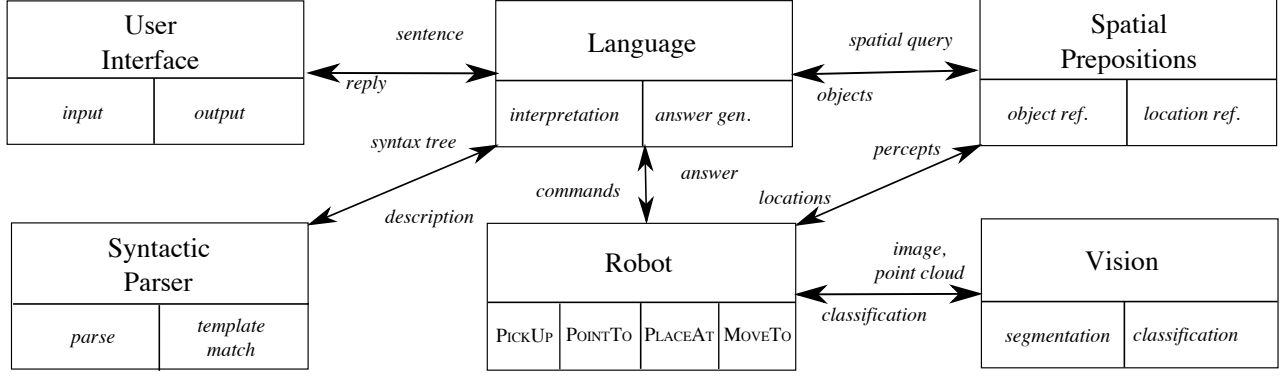 User
Interface
input
output
sentence
reply
Language
interpretation
answer gen.
spatial query
objects
Spatial
Prepositions
object ref.
location ref.
syntax tree
description
commands
answer
percepts
locations
Syntactic
Parser
parse
template
match
Robot
PICKUP
POINTTO
PLACEAT
MOVETO
image,
point cloud
classification
Vision
segmentation
classification